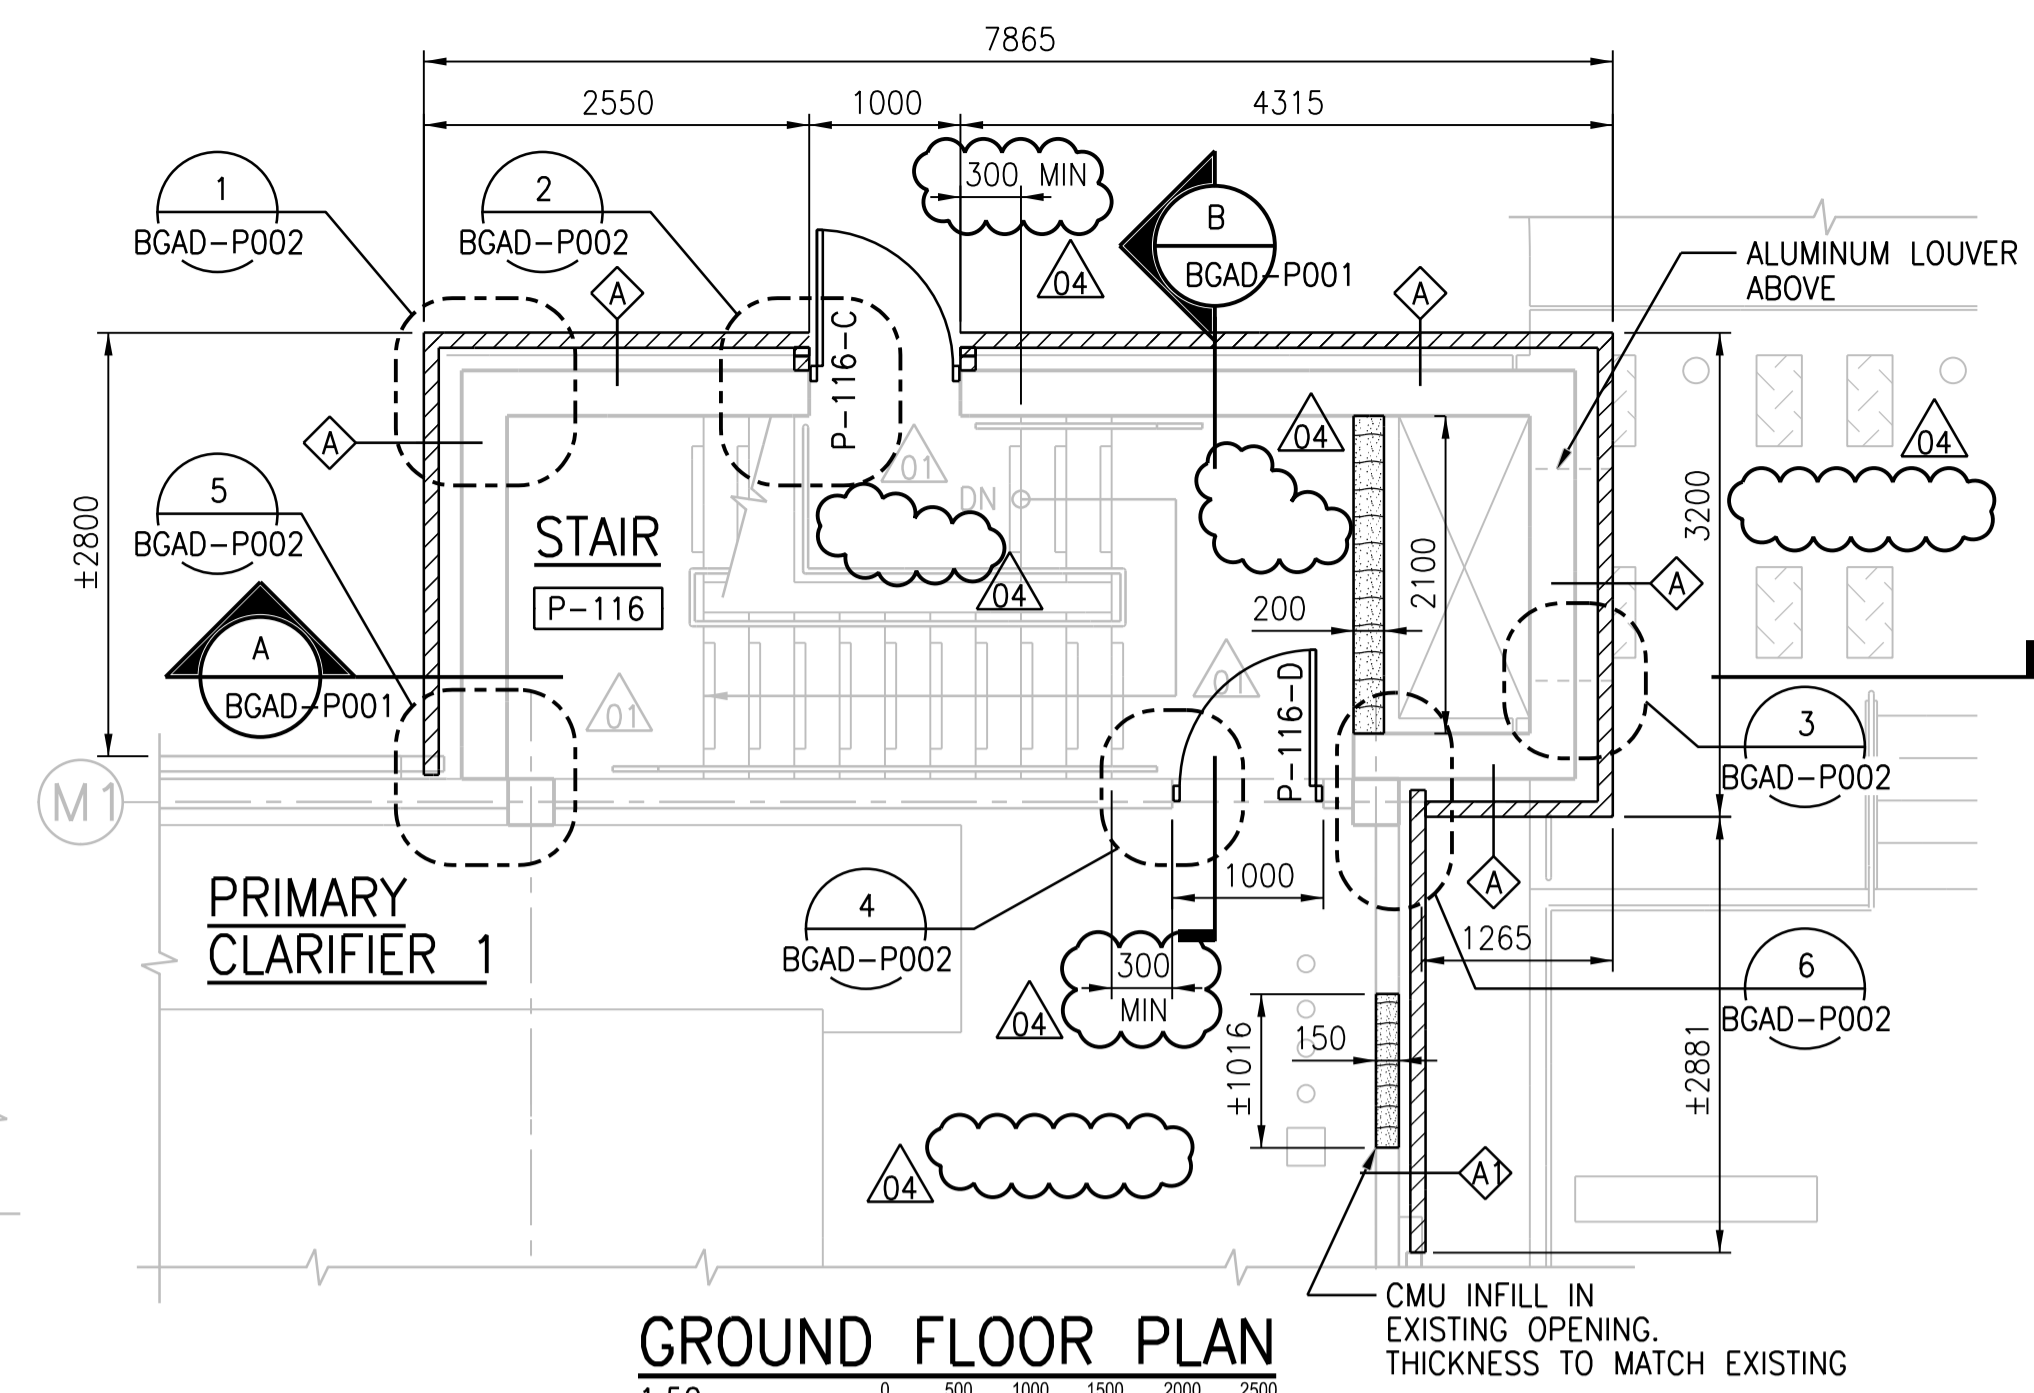 7865
2550
1000
4315
300 MIN
04
1
BGAD-P002
2
BGAD-P002
B
BGAD-P001
ALUMINUM LOUVER
ABOVE
A
A
P-116-C
A
01
04
04
5
BGAD-P002
DN
±2800
STAIR
P-116
04
2100
3200
200
A
A
BGAD-P001
01
01
P-116-D
3
BGAD-P002
M1
PRIMARY
CLARIFIER 1
4
BGAD-P002
1000
A
1265
6
BGAD-P002
300
MIN
04
±1016
150
±2881
04
A1
CMU INFILL IN
EXISTING OPENING.
THICKNESS TO MATCH EXISTING
GROUND FLOOR PLAN
1:50
0 500 1000 1500 2000 2500